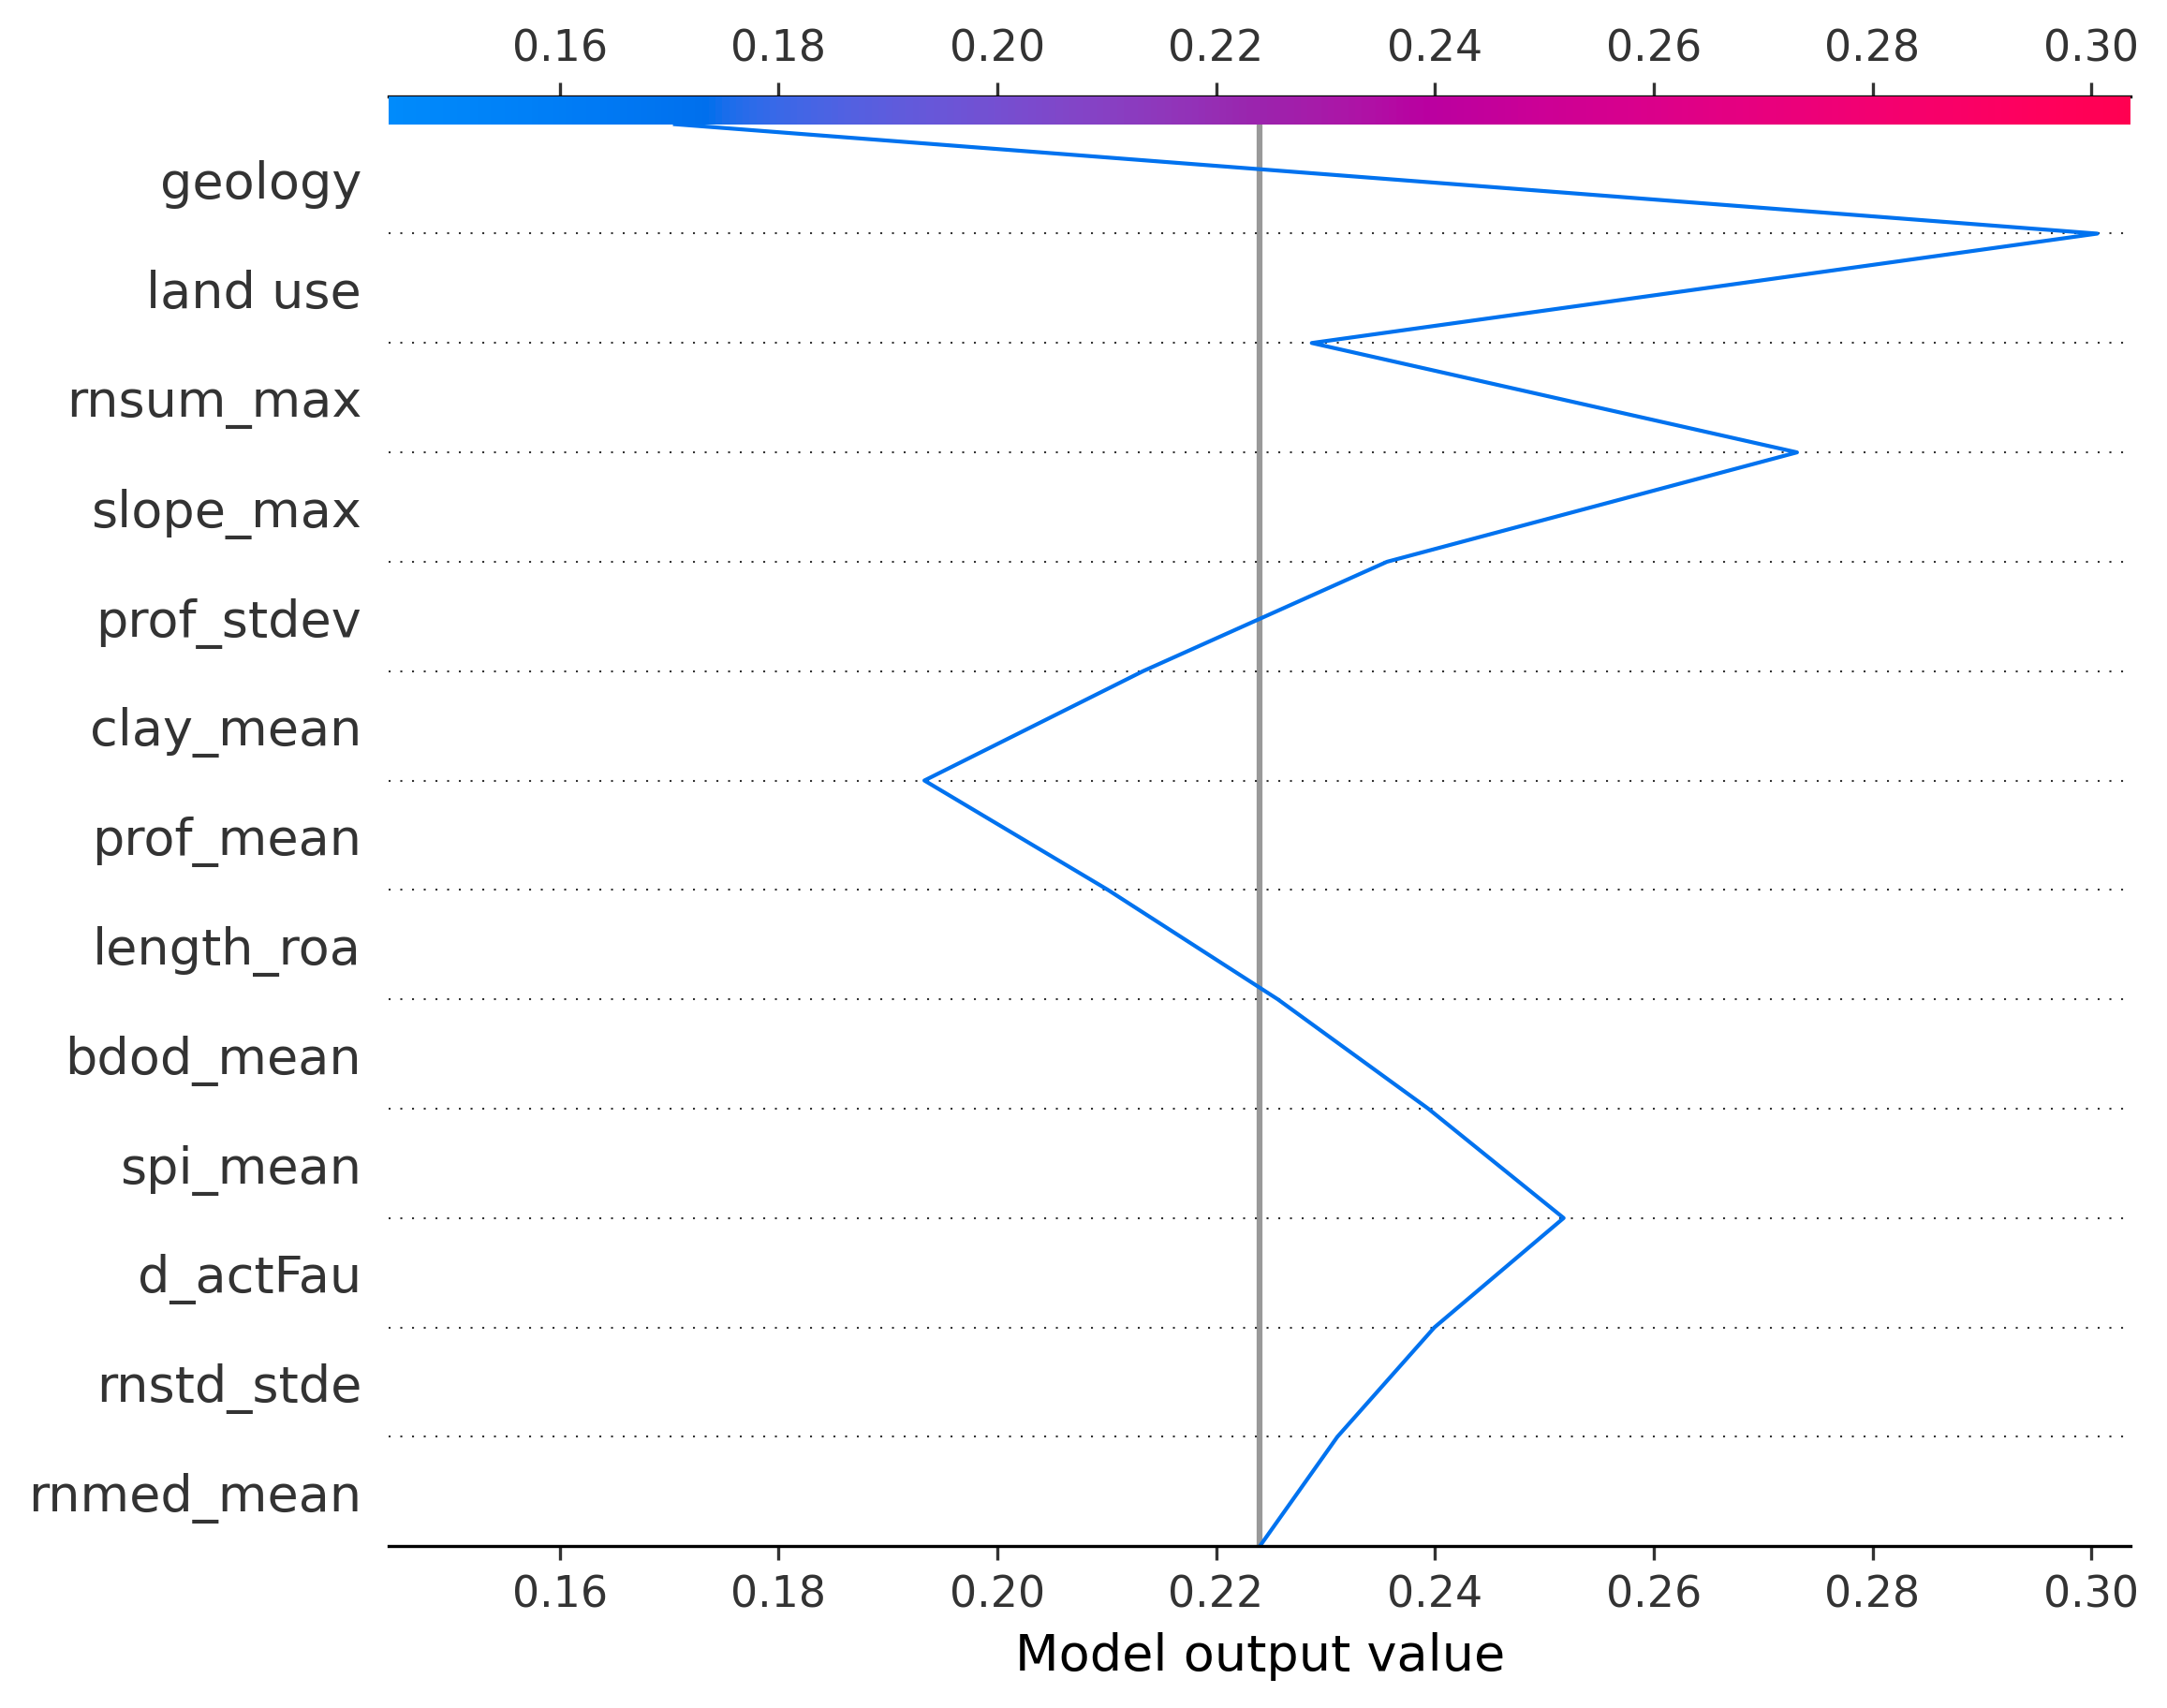 0.16 0.18 0.20 0.22 0.24 0.26 0.28 0.30
geology
land use
rnsum_max
slope_max
prof_stdev
clay_mean
prof_mean
length_roa
bdod_mean
spi_mean
d_actFau
rnstd_stde
rnmed_mean
0.16 0.18 0.20 0.22 0.24 0.26 0.28 0.30
Model output value